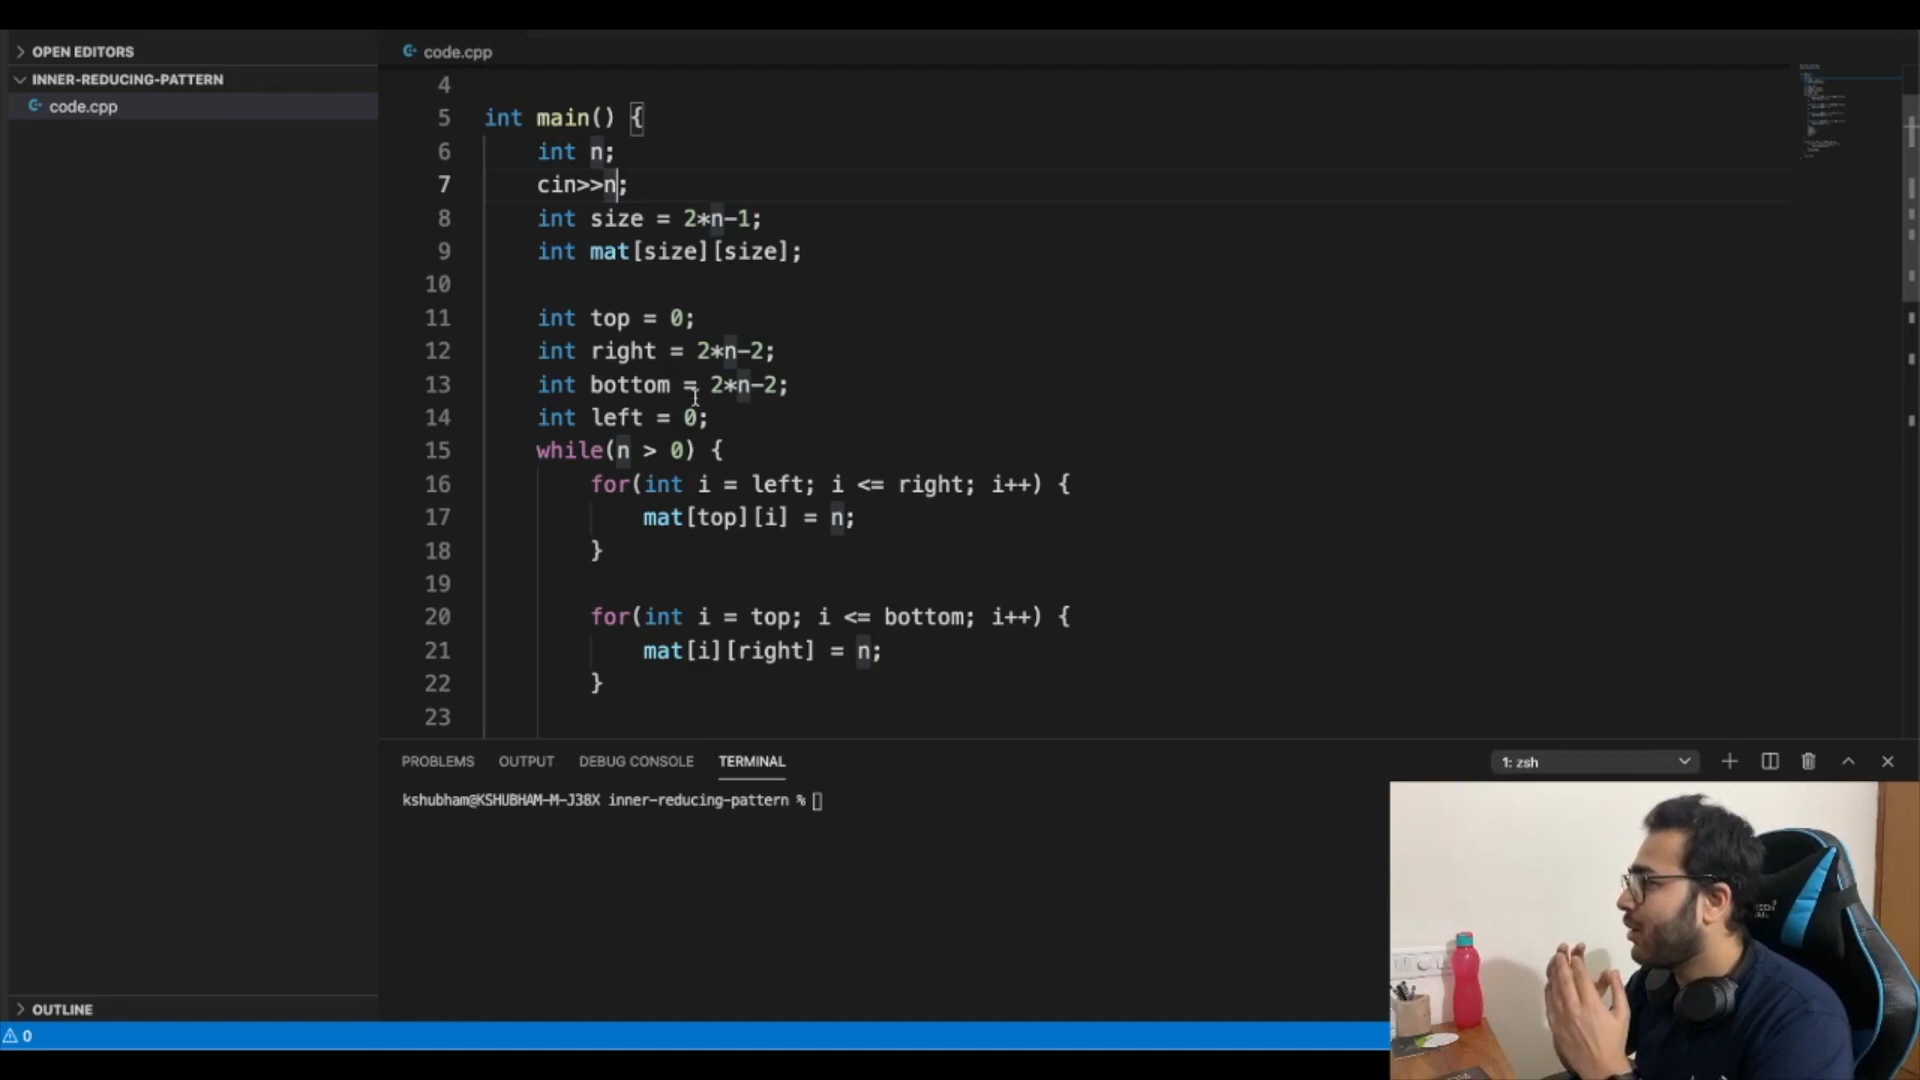 OPEN EDITORS
INNER-REDUCING-PATTERN
code.cpp
code.cpp
4
5 int main() {
6 int n;
7 cin>>n;
8 int size = 2*n-1;
9 int mat[size][size];
10
11 int top = 0;
12 int right = 2*n-2;
13 int bottom = 2*n-2;
14 int left = 0;
15 while(n > 0) {
16 for(int i = left; i <= right; i++) {
17 mat[top][i] = n;
18 }
19
20 for(int i = top; i <= bottom; i++) {
21 mat[i][right] = n;
22 }
23
PROBLEMS OUTPUT DEBUG CONSOLE TERMINAL 1: zsh
kshubham@KSHUBHAM-M-J38X inner-reducing-pattern %
OUTLINE
0